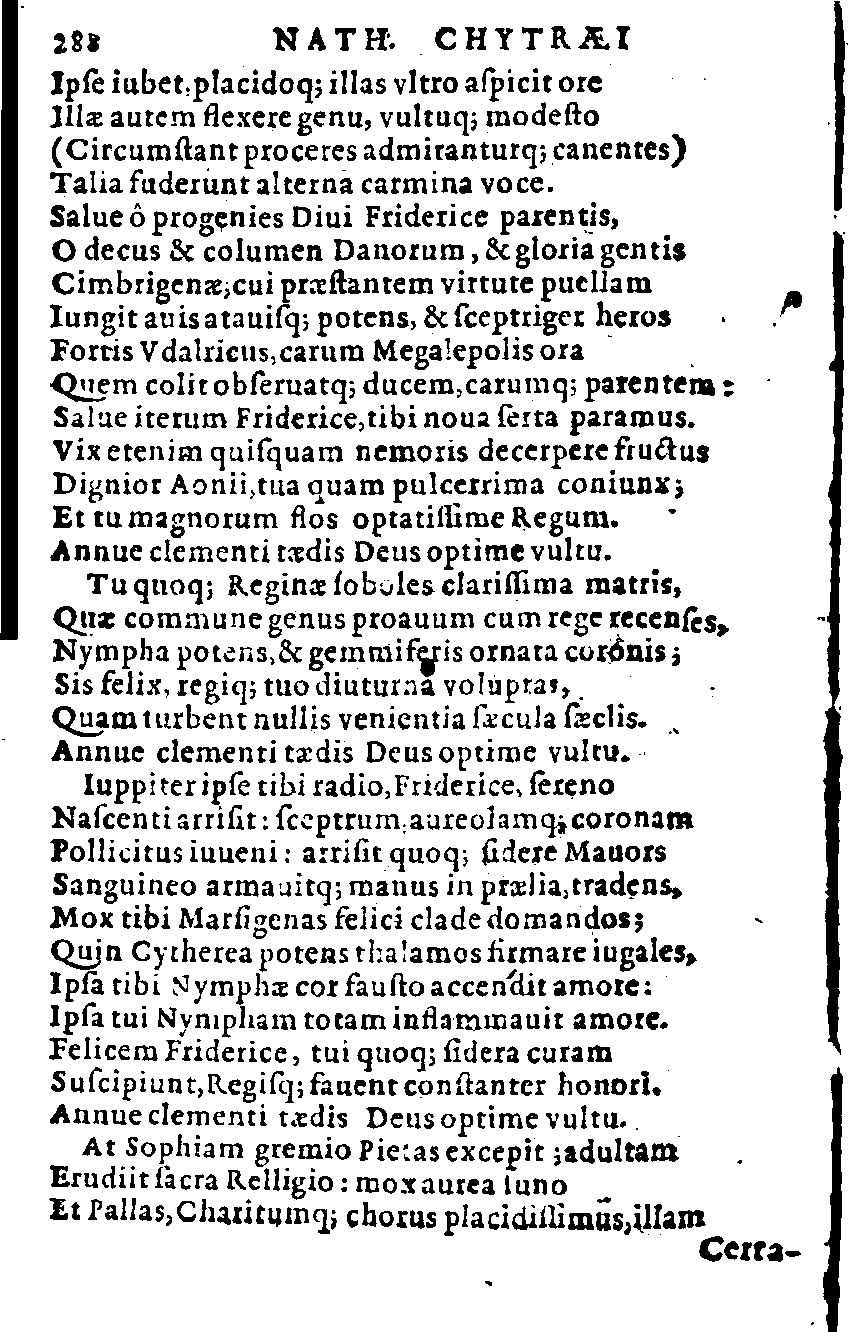 288 NATH. CHYTRÆI
Ipſe iubet, placidoq; illas vltro aſpicit ore
Illæ autem flexere genu, vultuq; modeſto
(Circumſtant proceres admiranturq; canentes)
Talia fuderunt alterna carmina voce.
Salue ô progenies Diui Friderice parentis,
O decus & columen Danorum, & gloria gentis
Cimbrigenæ; cui præſtantem virtute puellam
Iungit auis atauiſq; potens, & ſceptriger heros
Fortis Vdalricus, carum Megalepolis ora
Quem colit obſeruatq; ducem, carumq; parentem:
Salue iterum Friderice, tibi noua ſerta paramus.
Vix etenim quiſquam nemoris decerpere fructus
Dignior Aonii, tua quam pulcerrima coniunx;
Et tu magnorum flos optatiſſime Regum.
Annue clementi tædis Deus optime vultu.
Tu quoq; Reginæ ſoboles clariſſima matris,
Quæ commune genus proauum cum rege recenſes,
Nympha potens, & gemmiferis ornata corônis;
Sis felix, regiq; tuo diuturna voluptas,
Quam turbent nullis venientia ſæcula ſæclis.
Annue clementi tædis Deus optime vultu.
Iuppiter ipſe tibi radio, Friderice, ſereno
Naſcenti arriſit: ſceptrum, aureolamq; coronam
Pollicitus iuueni: arriſit quoq; ſidere Mauors
Sanguineo armauitq; manus in prælia, tradens,
Mox tibi Marſigenas felici clade domandos;
Quin Cytherea potens thalamos firmare iugales,
Ipſa tibi Nymphæ cor fauſto accendit amore:
Ipſa tui Nympham totam inflammauit amore.
Felicem Friderice, tui quoq; ſidera curam
Suſcipiunt, Regiſq; fauent conſtanter honori.
Annue clementi tædis Deus optime vultu.
At Sophiam gremio Pietas excepit; adultam
Erudiit ſacra Relligio: mox aurea Iuno
Et Pallas, Charitumq; chorus placidiſſimus, illam
Cerra-